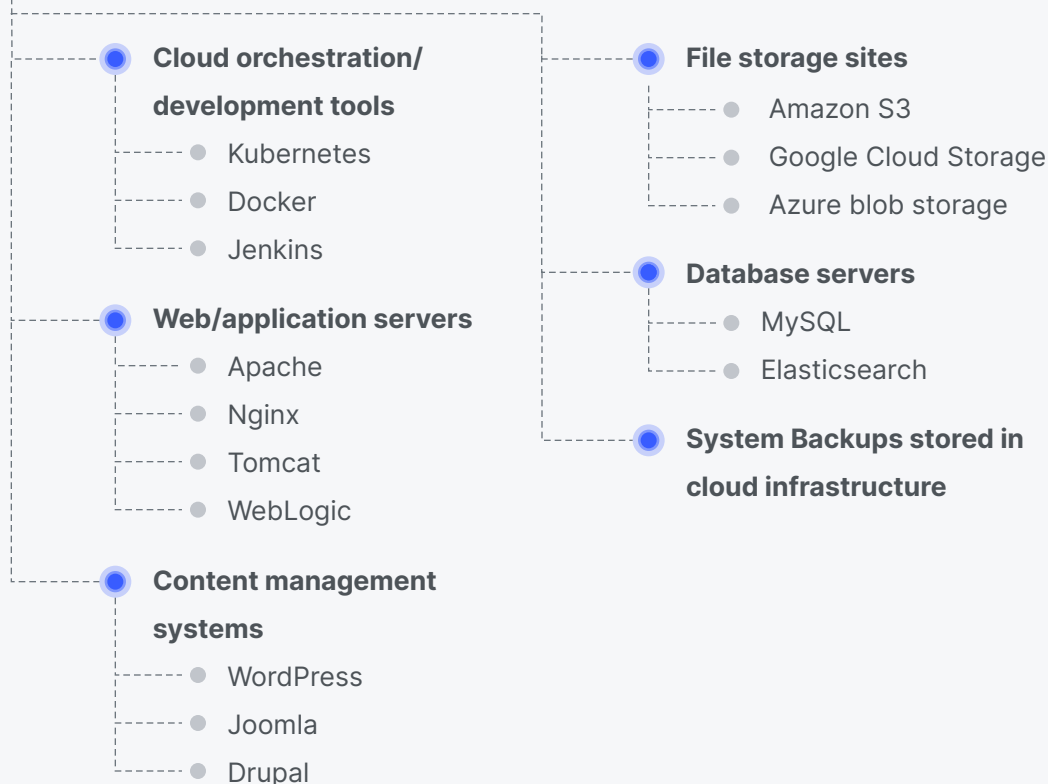 Cloud orchestration/
development tools
Kubernetes
Docker
Jenkins
Web/application servers
Apache
Nginx
Tomcat
WebLogic
Content management
systems
WordPress
Joomla
Drupal
File storage sites
Amazon S3
Google Cloud Storage
Azure blob storage
Database servers
MySQL
Elasticsearch
System Backups stored in
cloud infrastructure